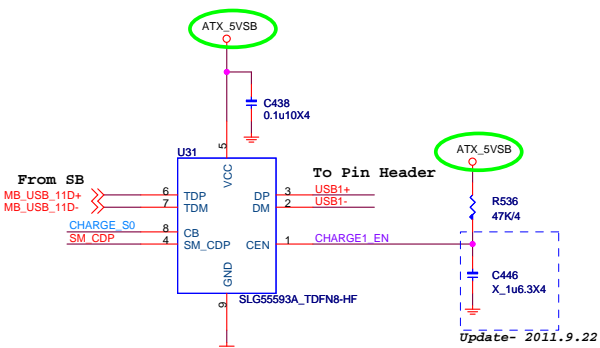 ATX_5VSB
C438
0.1u10X4
U31
5
VCC
From SB
To Pin Header
ATX_5VSB
MB_USB_11D+
6
TDP
DP
3
USB1+
MB_USB_11D-
7
TDM
DM
2
USB1-
R536
47K/4
CHARGE_S0
8
CB
SM_CDP
4
SM_CDP
CEN
1
CHARGE1_EN
GND
9
SLG55593A_TDFN8-HF
C446
X_1u6.3X4
Update- 2011.9.22